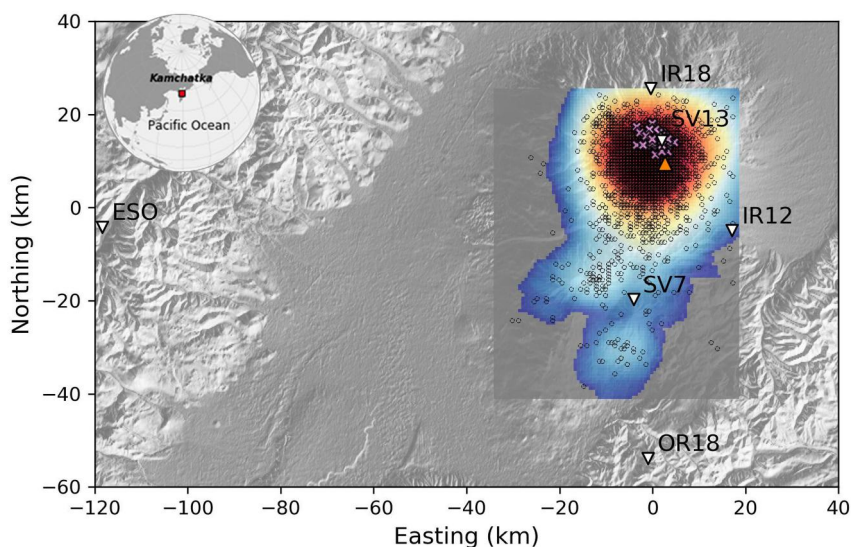 40
20
0
−20
−40
−60
Northing (km)
Kamchatka
Pacific Ocean
IR18
SV13
ESO
IR12
SV7
OR18
−120
−100
−80
−60
−40
−20
0
20
40
Easting (km)